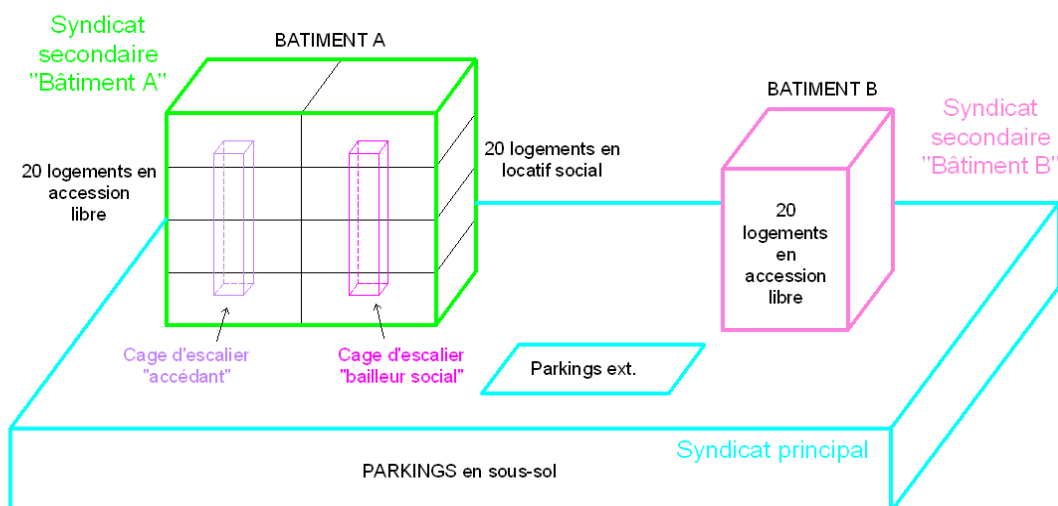 Syndicat
secondaire
"Bâtiment A"
BATIMENT A
BATIMENT B
Syndicat
secondaire
"Bâtiment B"
20 logements en
accession
libre
20 logements en
locatif social
20
logements
en
accession
libre
Cage d'escalier
"accédant"
Cage d'escalier
"bailleur social"
Parkings ext.
Syndicat principal
PARKINGS en sous-sol